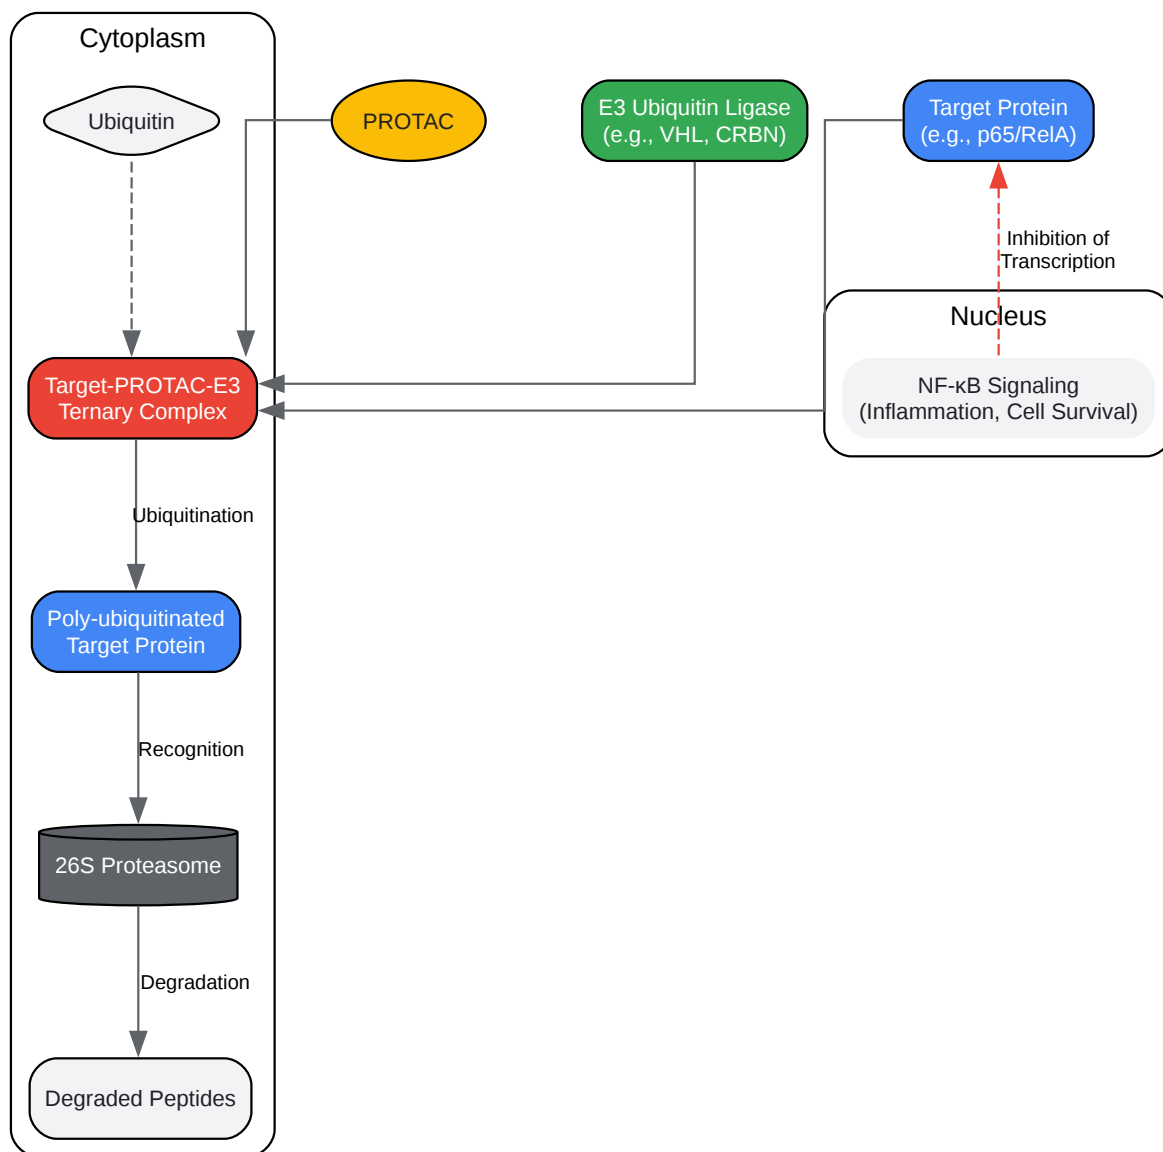 Cytoplasm
Ubiquitin
PROTAC
E3 Ubiquitin Ligase
(e.g., VHL, CRBN)
Target Protein
(e.g., p65/RelA)
Inhibition of
Transcription
Nucleus
NF-κB Signaling
(Inflammation, Cell Survival)
Target-PROTAC-E3
Ternary Complex
Ubiquitination
Poly-ubiquitinated
Target Protein
Recognition
26S Proteasome
Degradation
Degraded Peptides